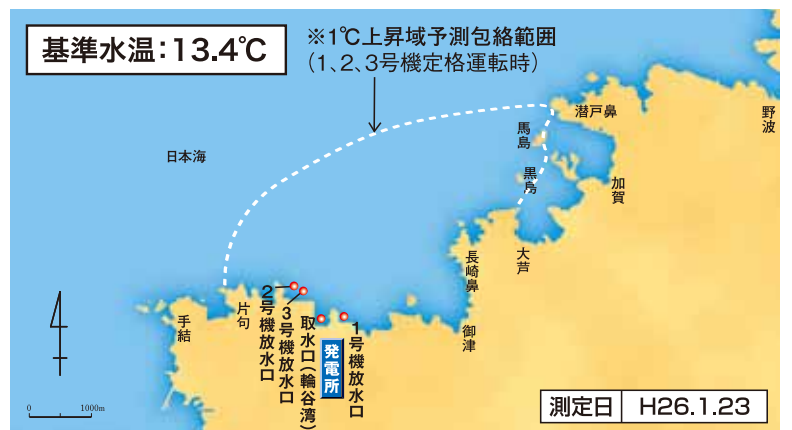 基準水温:13.4℃
※1℃上昇域予測包絡範囲
(1、2、3号機定格運転時)
日本海
潜戸鼻
野波
馬島
加賀
黒島
大芦
長崎鼻
御津
手結
片句
2号機放水口
3号機放水口
取水口(輪谷湾)
発電所
1号機放水口
0 1000m
測定日 H26.1.23